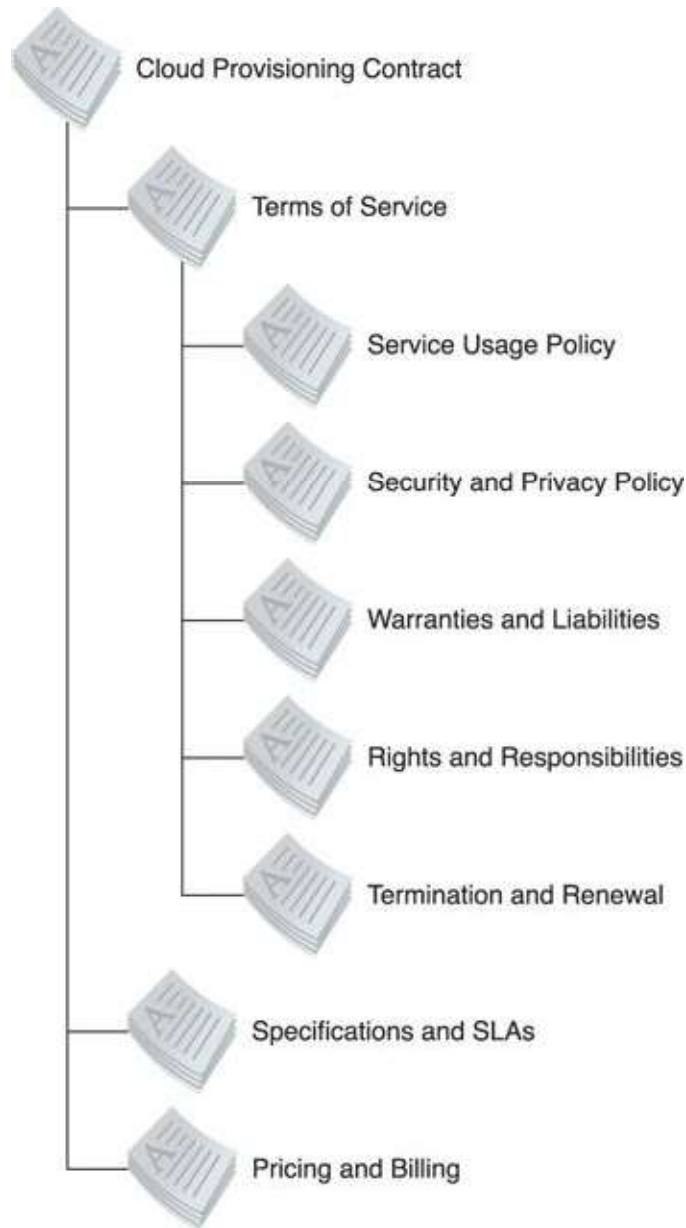 Cloud Provisioning Contract
Terms of Service
Service Usage Policy
Security and Privacy Policy
Warranties and Liabilities
Rights and Responsibilities
Termination and Renewal
Specifications and SLAs
Pricing and Billing